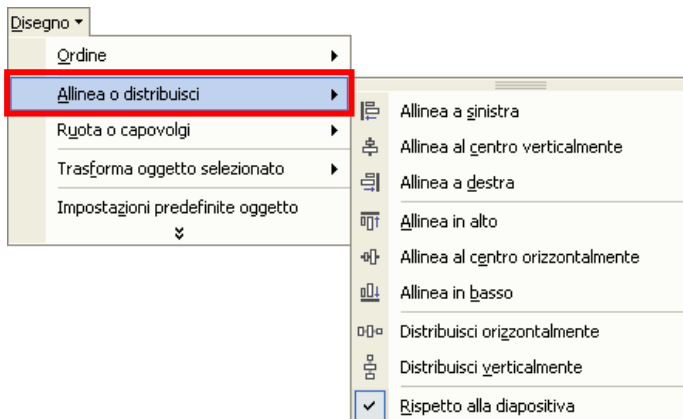 Disegno
Ordine
Allinea o distribuisci
Ruota o capovolgi
Trasforma oggetto selezionato
Impostazioni predefinite oggetto
Allinea a sinistra
Allinea al centro verticalmente
Allinea a destra
Allinea in alto
Allinea al centro orizzontalmente
Allinea in basso
Distribuisci orizzontalmente
Distribuisci verticalmente
Rispetto alla diapositiva